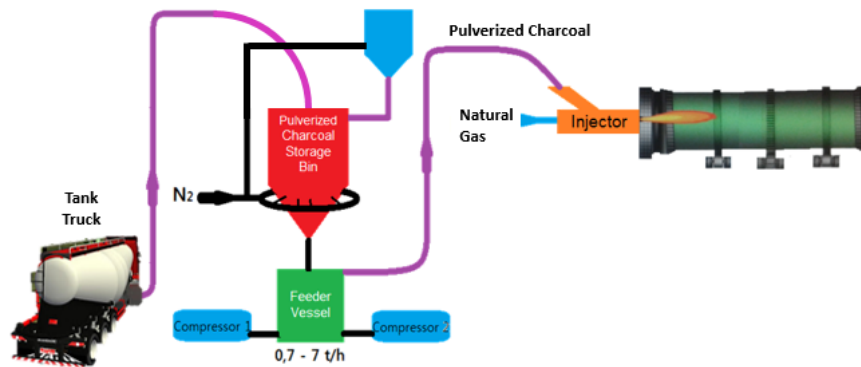 Pulverized Charcoal
Pulverized
Charcoal
Storage
Bin
Natural
Gas
Injector
N2
Tank
Truck
Feeder
Vessel
Compressor 1
Compressor 2
0,7 - 7 t/h